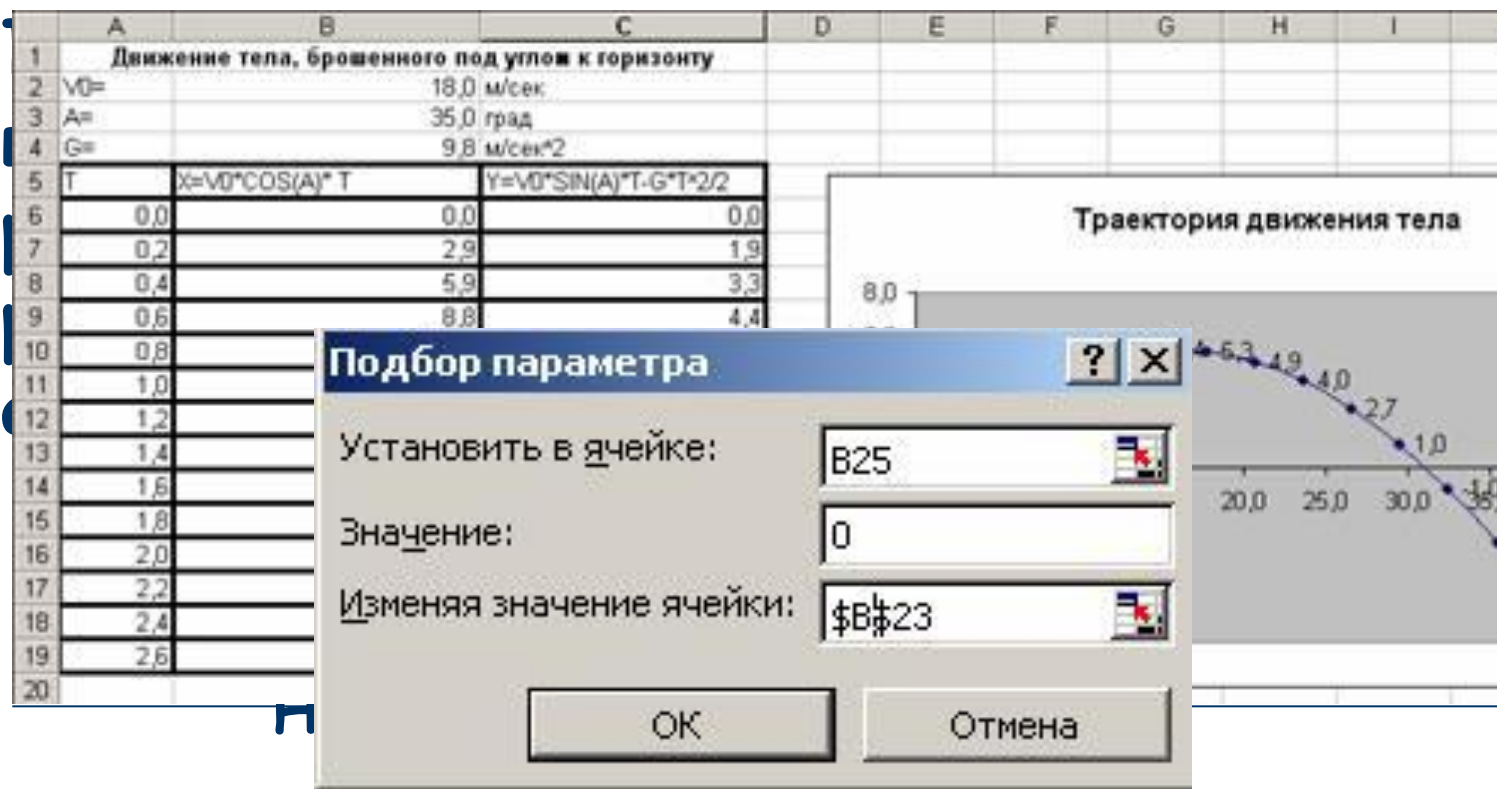 A B C D E F G H I
1 Движение тела, брошенного под углом к горизонту
2 V0= 18,0 м/сек
3 A= 35,0 град
4 G= 9,8 м/сек^2
5 T X=V0*COS(A)* T Y=V0*SIN(A)*T-G*T^2/2
6 0,0 0,0 0,0
7 0,2 2,9 1,9
8 0,4 5,9 3,3
9 0,6 8,8 4,4
10 0,8
11 1,0
12 1,2
13 1,4
14 1,6
15 1,8
16 2,0
17 2,2
18 2,4
19 2,6
20
Траектория движения тела
8,0
5,3 4,9 4,0 2,7 1,0
20,0 25,0 30,0
Подбор параметра
Установить в ячейке: B25
Значение: 0
Изменяя значение ячейки: $B$23
ОК Отмена